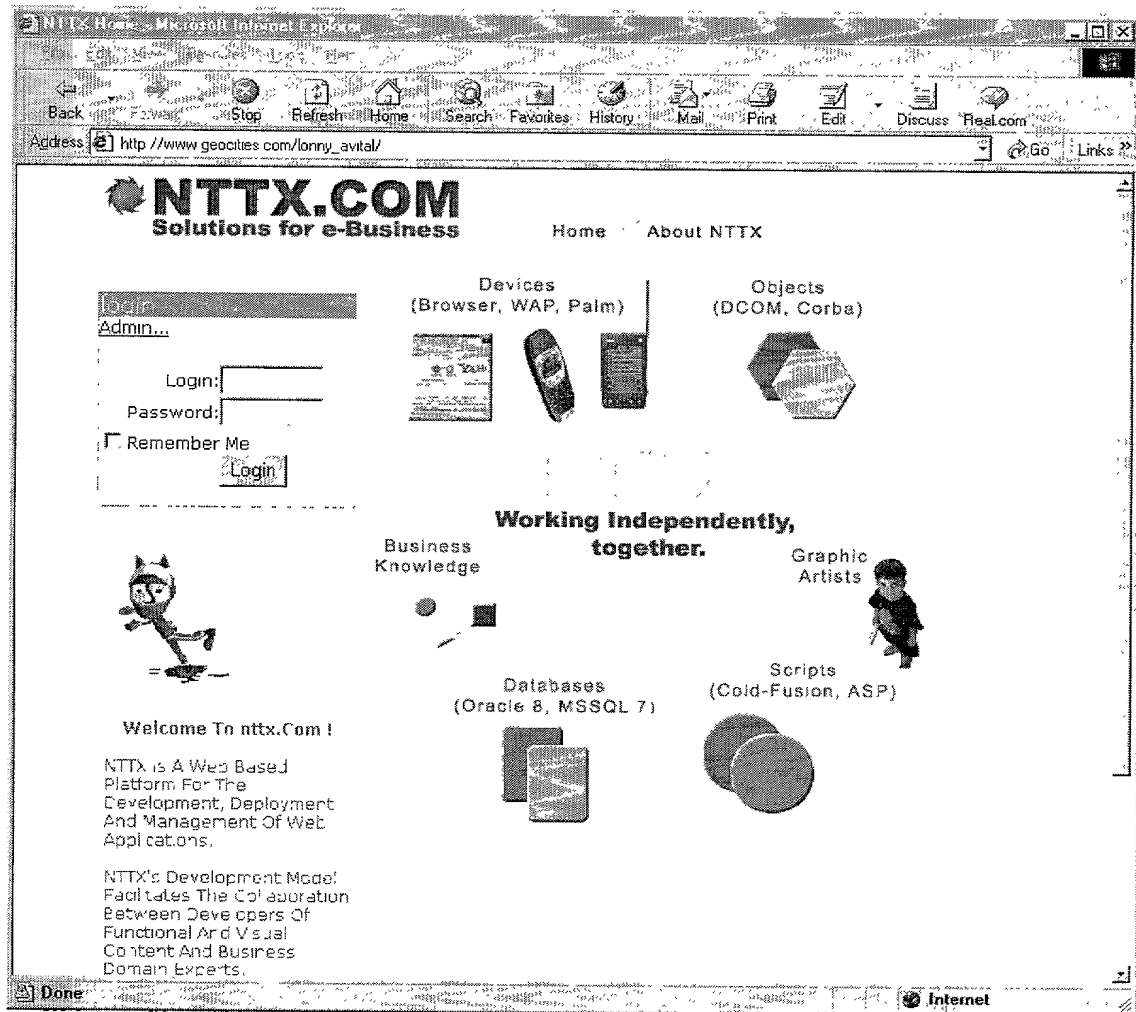 NTTX Home - Microsoft Internet Explorer
Back Forward Stop Refresh Home Search Favorites History Mail Print Edit Discuss Real.com
Address http //www geocities com/lonny_avital/ Go Links
NTTX.COM
Solutions for e-Business
Home About NTTX
Login
Admin...
Login:
Password:
Remember Me
Login
Devices
(Browser, WAP, Palm)
Objects
(DCOM, Corba)
Working Independently,
together.
Business
Knowledge
Graphic
Artists
Databases
(Oracle 8, MSSQL 7)
Scripts
(Cold-Fusion, ASP)
Welcome To nttx.Com !
NTTX is A Web Based
Platform For The
Development, Deployment
And Management Of Web
Applications.
NTTX's Development Model
Facilitates The Collaboration
Between Developers Of
Functional And Visual
Content And Business
Domain Experts.
Done Internet